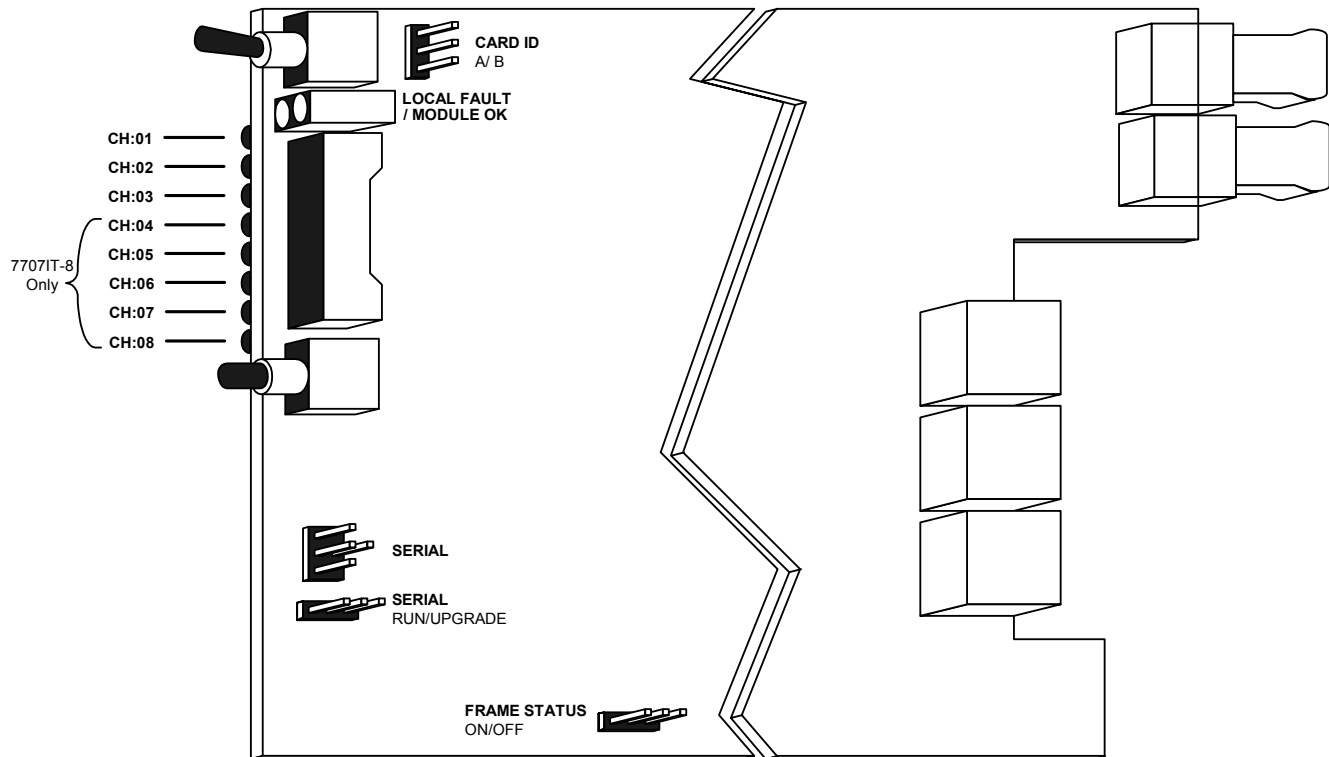 CARD ID
A/ B
LOCAL FAULT
/ MODULE OK
CH:01
CH:02
CH:03
CH:04
CH:05
CH:06
CH:07
CH:08
7707IT-8
Only
SERIAL
SERIAL
RUN/UPGRADE
FRAME STATUS
ON/OFF